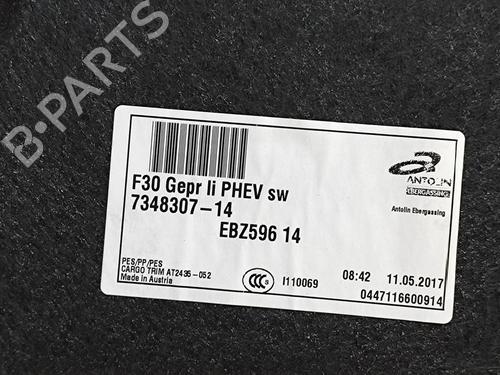 B·PARTS
ANTOLIN
EBERGASSING
Antolin Ebergassing
F30 Gepr li PHEV sw
7348307-14
EBZ596 14
PES/PP/PES
CARGO TRIM AT2435-052
Made in Austria
CCC
I110069
08:42 11.05.2017
0447116600914